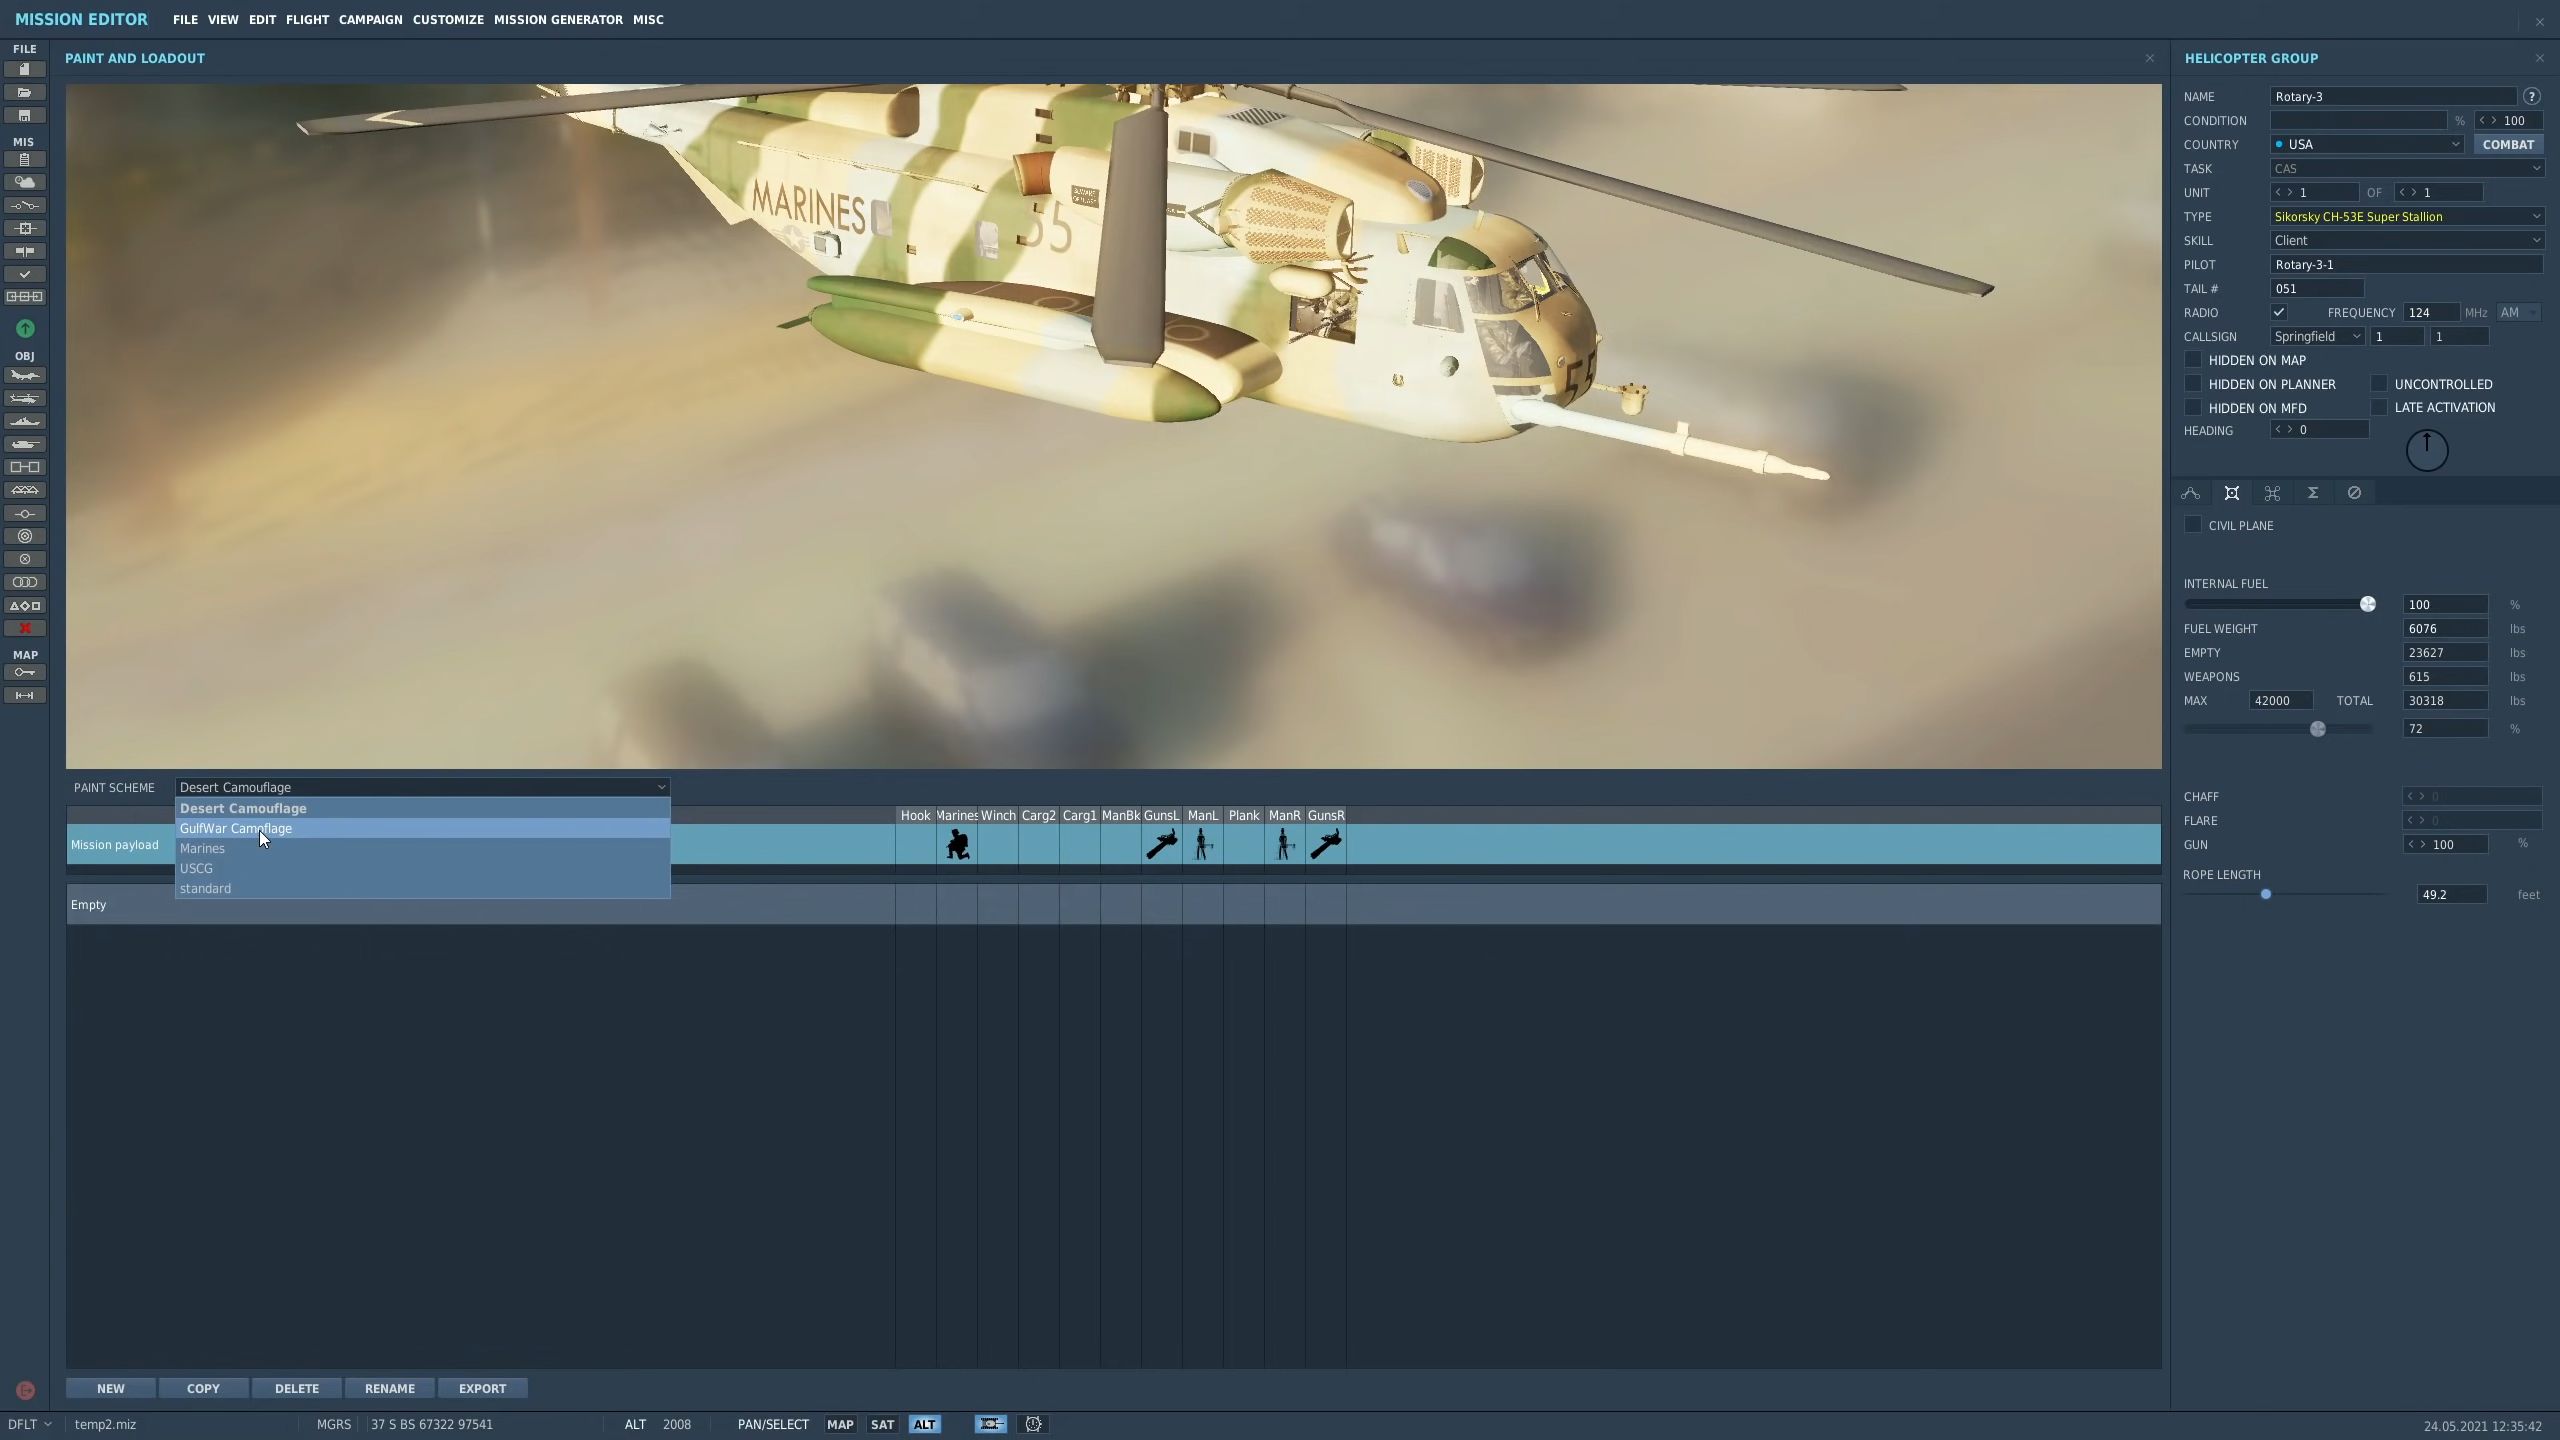 MISSION EDITOR FILE VIEW EDIT FLIGHT CAMPAIGN CUSTOMIZE MISSION GENERATOR MISC
FILE
MIS
OBJ
MAP
PAINT AND LOADOUT
MARINES
55
55
PAINT SCHEME Desert Camouflage
Desert Camouflage
GulfWar Camoflage
Marines
USCG
standard
Hook Marines Winch Carg2 Carg1 ManBk GunsL ManL Plank ManR GunsR
Mission payload
Empty
NEW COPY DELETE RENAME EXPORT
HELICOPTER GROUP
NAME Rotary-3 ?
CONDITION % < > 100
COUNTRY USA COMBAT
TASK CAS
UNIT < > 1 OF < > 1
TYPE Sikorsky CH-53E Super Stallion
SKILL Client
PILOT Rotary-3-1
TAIL # 051
RADIO FREQUENCY 124 MHz AM
CALLSIGN Springfield 1 1
HIDDEN ON MAP
HIDDEN ON PLANNER UNCONTROLLED
HIDDEN ON MFD LATE ACTIVATION
HEADING < > 0
CIVIL PLANE
INTERNAL FUEL
100 %
FUEL WEIGHT 6076 lbs
EMPTY 23627 lbs
WEAPONS 615 lbs
MAX 42000 TOTAL 30318 lbs
72 %
CHAFF < > 0
FLARE < > 0
GUN < > 100 %
ROPE LENGTH
49.2 feet
DFLT temp2.miz MGRS 37 S BS 67322 97541 ALT 2008 PAN/SELECT MAP SAT ALT 24.05.2021 12:35:42